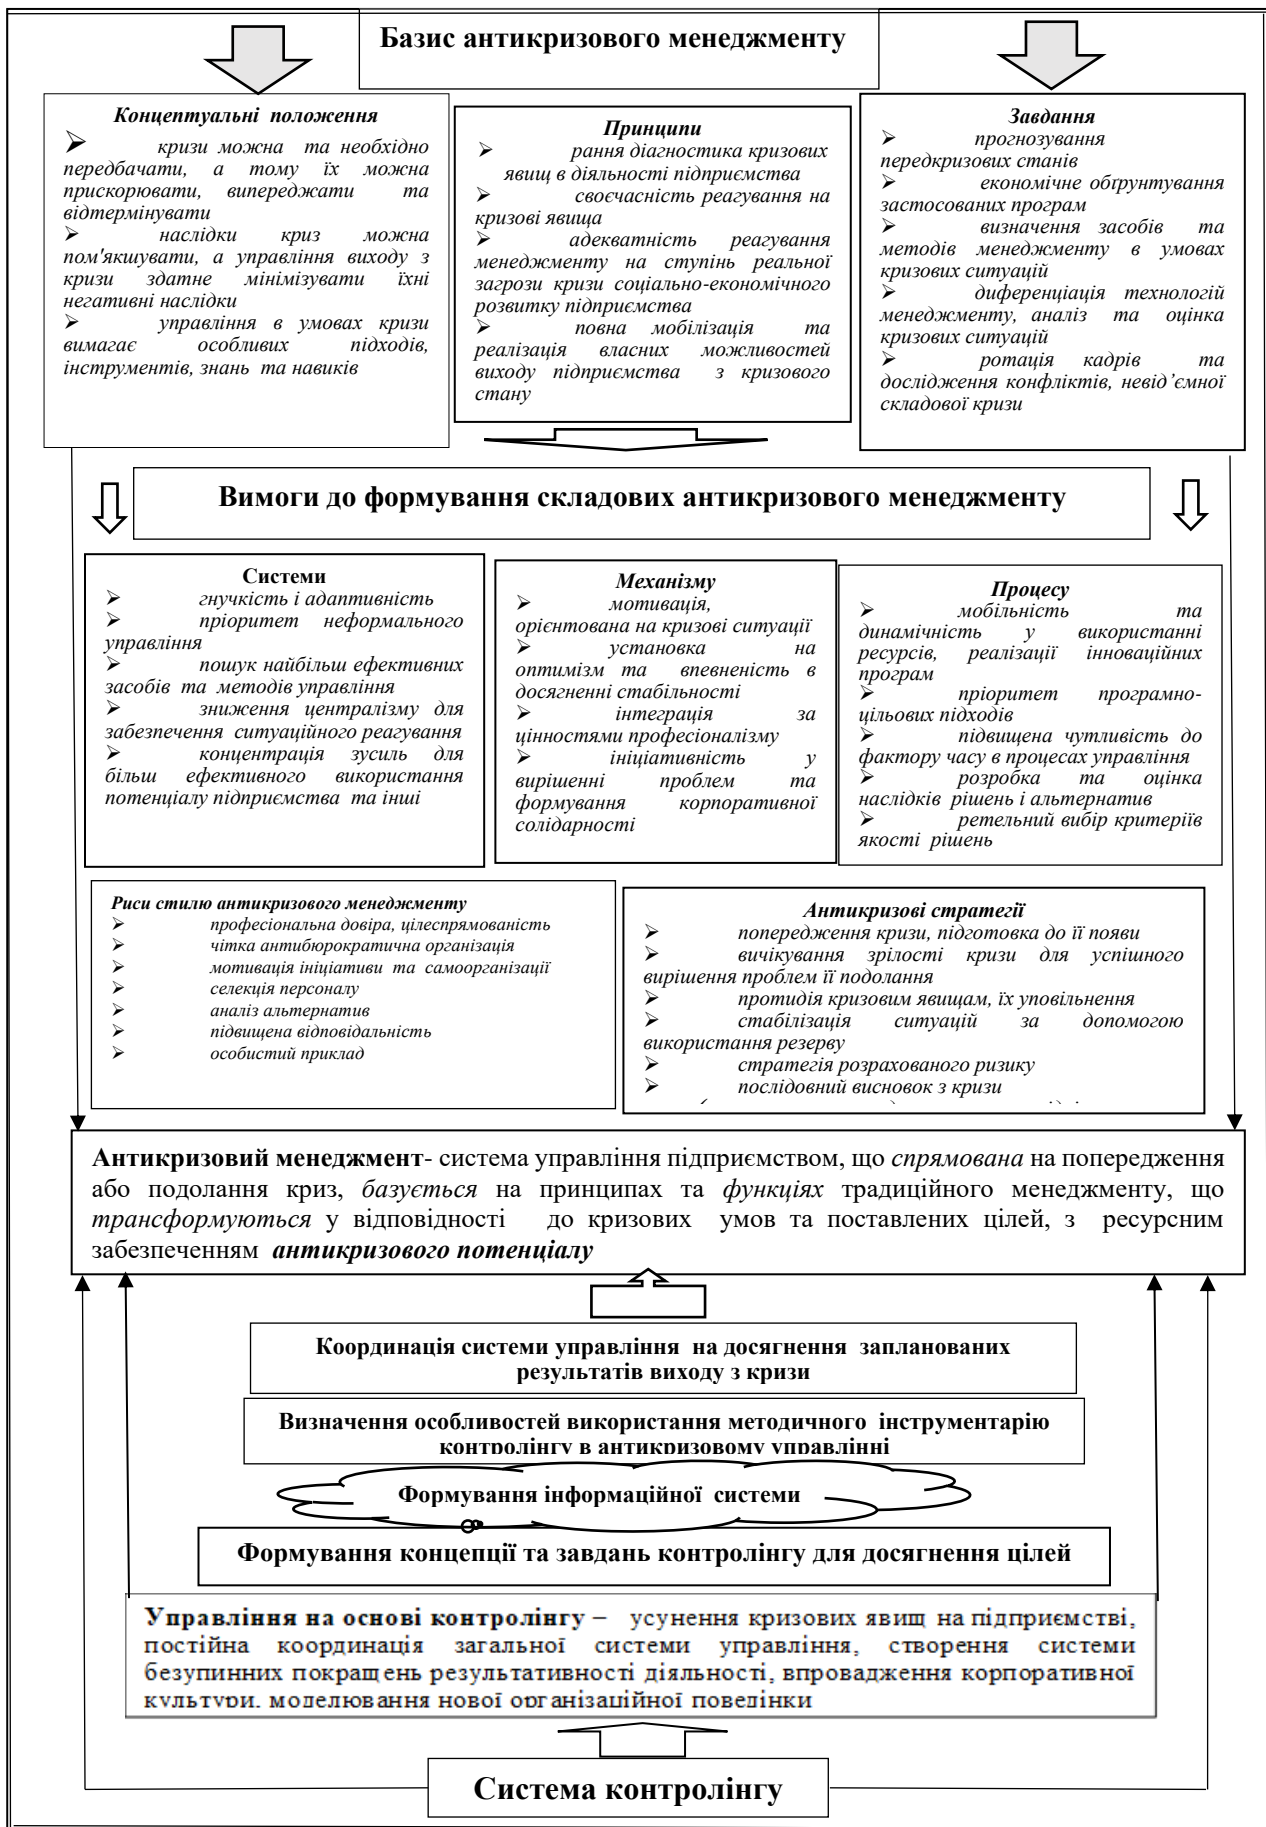 Базис антикризового менеджменту
Концептуальні положення
➢ кризи можна та необхідно
передбачати, а тому їх можна
прискорювати, випереджати та
відтермінувати
➢ наслідки криз можна
пом'якшувати, а управління виходу з
кризи здатне мінімізувати їхні
негативні наслідки
➢ управління в умовах кризи
вимагає особливих підходів,
інструментів, знань та навиків
Принципи
➢ рання діагностика кризових
явищ в діяльності підприємства
➢ своєчасність реагування на
кризові явища
➢ адекватність реагування
менеджменту на ступінь реальної
загрози кризи соціально-економічного
розвитку підприємства
➢ повна мобілізація та
реалізація власних можливостей
виходу підприємства з кризового
стану
Завдання
➢ прогнозування
передкризових станів
➢ економічне обґрунтування
застосованих програм
➢ визначення засобів та
методів менеджменту в умовах
кризових ситуацій
➢ диференціація технологій
менеджменту, аналіз та оцінка
кризових ситуацій
➢ ротація кадрів та
дослідження конфліктів, невід’ємної
складової кризи
Вимоги до формування складових антикризового менеджменту
Системи
➢ гнучкість і адаптивність
➢ пріоритет неформального
управління
➢ пошук найбільш ефективних
засобів та методів управління
➢ зниження централізму для
забезпечення ситуаційного реагування
➢ концентрація зусиль для
більш ефективного використання
потенціалу підприємства та інші
Механізму
➢ мотивація,
орієнтована на кризові ситуації
➢ установка на
оптимізм та впевненість в
досягненні стабільності
➢ інтеграція за
цінностями професіоналізму
➢ ініціативність у
вирішенні проблем та
формування корпоративної
солідарності
Процесу
➢ мобільність та
динамічність у використанні
ресурсів, реалізації інноваційних
програм
➢ пріоритет програмно-
цільових підходів
➢ підвищена чутливість до
фактору часу в процесах управління
➢ розробка та оцінка
наслідків рішень і альтернатив
➢ ретельний вибір критеріїв
якості рішень
Риси стилю антикризового менеджменту
➢ професіональна довіра, цілеспрямованість
➢ чітка антибюрократична організація
➢ мотивація ініціативи та самоорганізації
➢ селекція персоналу
➢ аналіз альтернатив
➢ підвищена відповідальність
➢ особистий приклад
Антикризові стратегії
➢ попередження кризи, підготовка до її появи
➢ вичікування зрілості кризи для успішного
вирішення проблем її подолання
➢ протидія кризовим явищам, їх уповільнення
➢ стабілізація ситуацій за допомогою
використання резерву
➢ стратегія розрахованого ризику
➢ послідовний висновок з кризи
Антикризовий менеджмент- система управління підприємством, що спрямована на попередження
або подолання криз, базується на принципах та функціях традиційного менеджменту, що
трансформуються у відповідності до кризових умов та поставлених цілей, з ресурсним
забезпеченням антикризового потенціалу
Координація системи управління на досягнення запланованих
результатів виходу з кризи
Визначення особливостей використання методичного інструментарію
контролінгу в антикризовому управлінні
Формування інформаційної системи
Формування концепції та завдань контролінгу для досягнення цілей
Управління на основі контролінгу – усунення кризових явищ на підприємстві,
постійна координація загальної системи управління, створення системи
безупинних покращень результативності діяльності, впровадження корпоративної
культури, моделювання нової організаційної поведінки
Система контролінгу